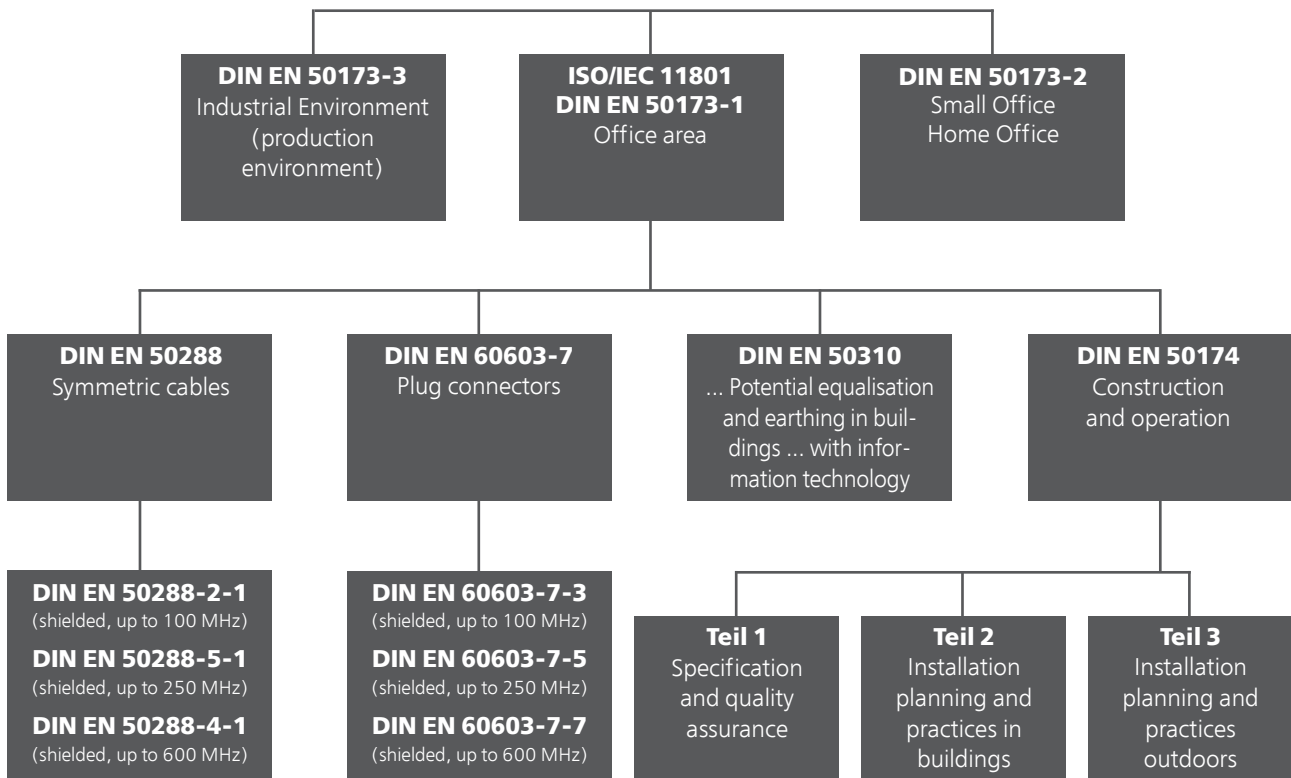 DIN EN 50173-3
Industrial Environment
(production
environment)
ISO/IEC 11801
DIN EN 50173-1
Office area
DIN EN 50173-2
Small Office
Home Office
DIN EN 50288
Symmetric cables
DIN EN 60603-7
Plug connectors
DIN EN 50310
... Potential equalisation
and earthing in buil-
dings ... with infor-
mation technology
DIN EN 50174
Construction
and operation
DIN EN 50288-2-1
(shielded, up to 100 MHz)
DIN EN 50288-5-1
(shielded, up to 250 MHz)
DIN EN 50288-4-1
(shielded, up to 600 MHz)
DIN EN 60603-7-3
(shielded, up to 100 MHz)
DIN EN 60603-7-5
(shielded, up to 250 MHz)
DIN EN 60603-7-7
(shielded, up to 600 MHz)
Teil 1
Specification
and quality
assurance
Teil 2
Installation
planning and
practices in
buildings
Teil 3
Installation
planning and
practices
outdoors